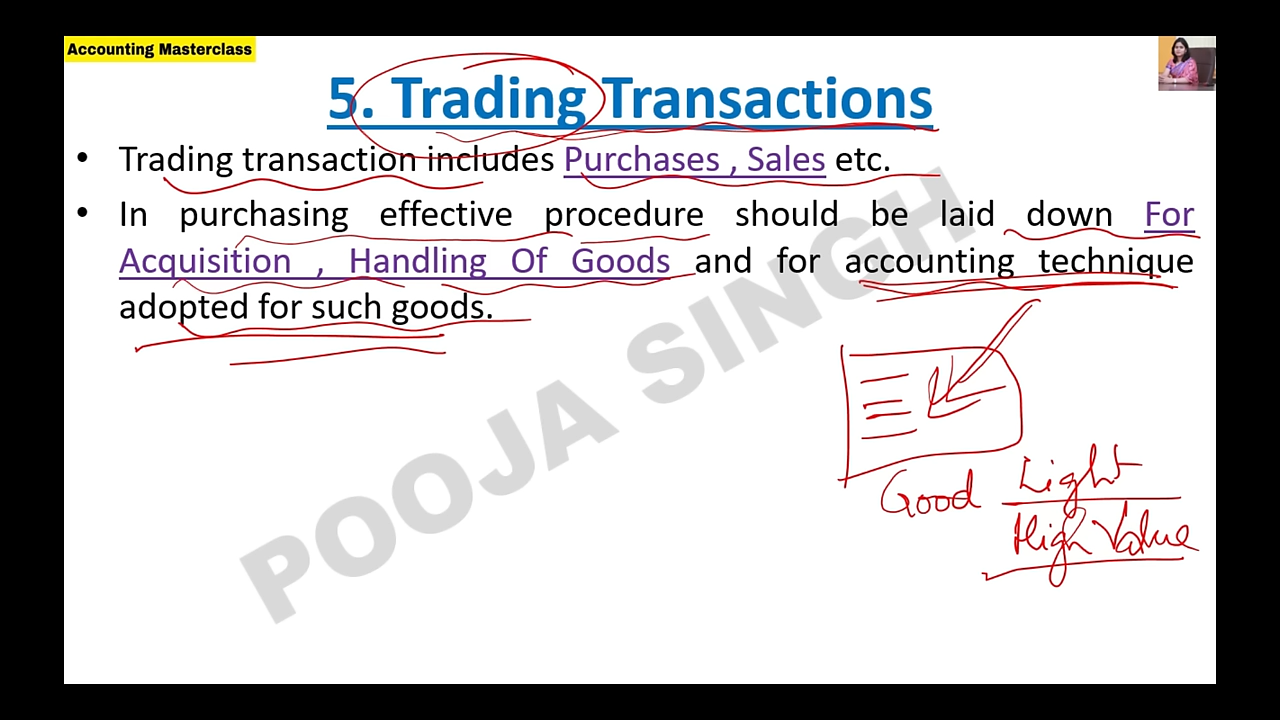 Accounting Masterclass
5. Trading Transactions
• Trading transaction includes Purchases , Sales etc.
• In purchasing effective procedure should be laid down For
Acquisition , Handling Of Goods and for accounting technique
adopted for such goods.
POOJA SINGH
Good Light
High Value